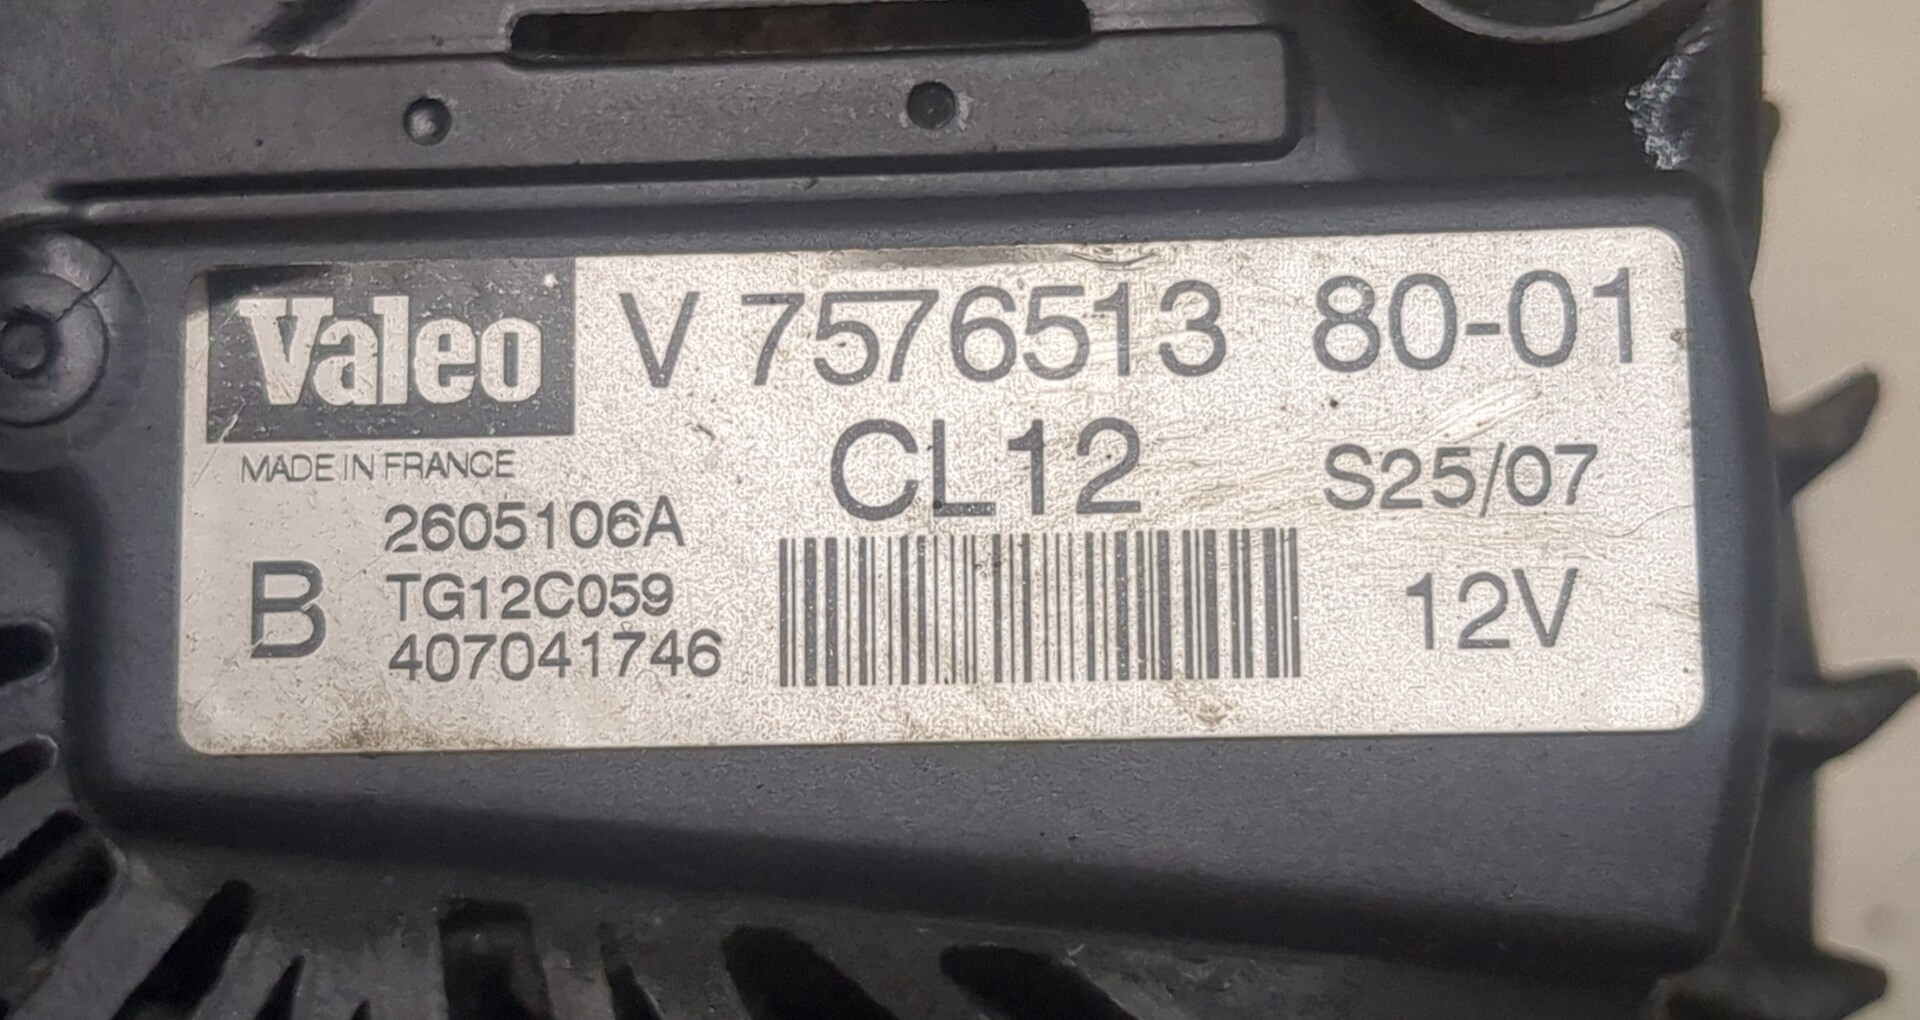 Valeo V 7576513 80-01
MADE IN FRANCE CL12 S25/07
2605106A
B TG12C059 12V
407041746